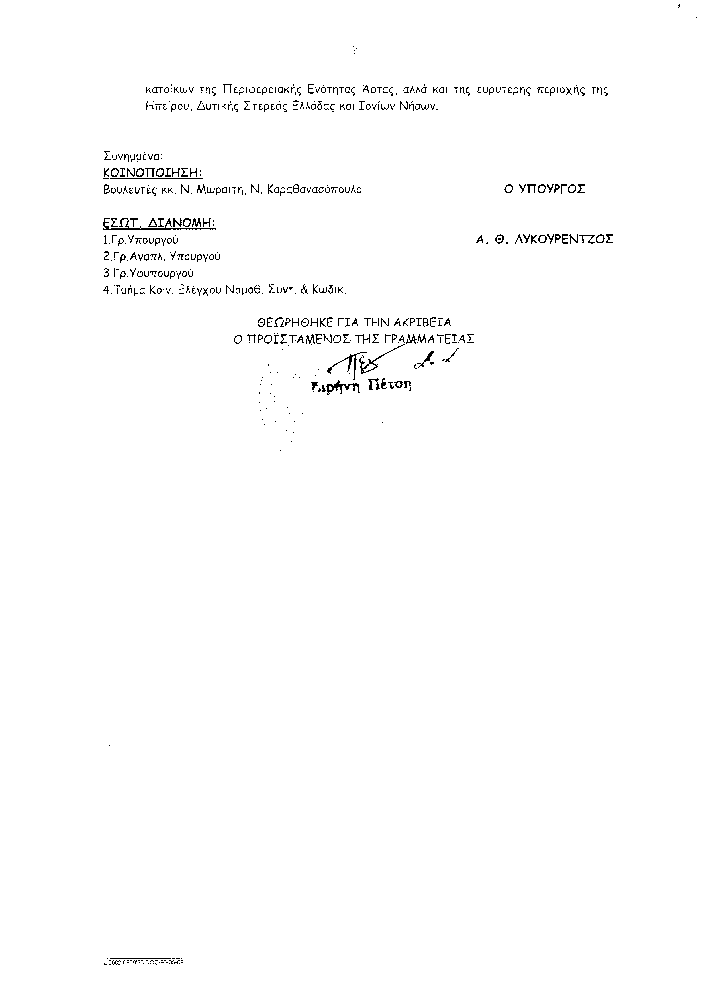 2
κατοίκων της Περιφερειακής Ενότητας Άρτας, αλλά και της ευρύτερης περιοχής της
Ηπείρου, Δυτικής Στερεάς Ελλάδας και Ιονίων Νήσων.
Συνημμένα:
ΚΟΙΝΟΠΟΙΗΣΗ:
Βουλευτές κκ. Ν. Μωραίτη, Ν. Καραθανασόπουλο
Ο ΥΠΟΥΡΓΟΣ
ΕΣΩΤ. ΔΙΑΝΟΜΗ:
1.Γρ.Υπουργού
Α. Θ. ΛΥΚΟΥΡΕΝΤΖΟΣ
2.Γρ.Αναπλ. Υπουργού
3.Γρ.Υφυπουργού
4.Τμήμα Κοιν. Ελέγχου Νομοθ. Συντ. & Κωδικ.
ΘΕΩΡΗΘΗΚΕ ΓΙΑ ΤΗΝ ΑΚΡΙΒΕΙΑ
Ο ΠΡΟΪΣΤΑΜΕΝΟΣ ΤΗΣ ΓΡΑΜΜΑΤΕΙΑΣ
Ειρήνη Πέτση
L.9602.0869'96.DOC/96-05-09